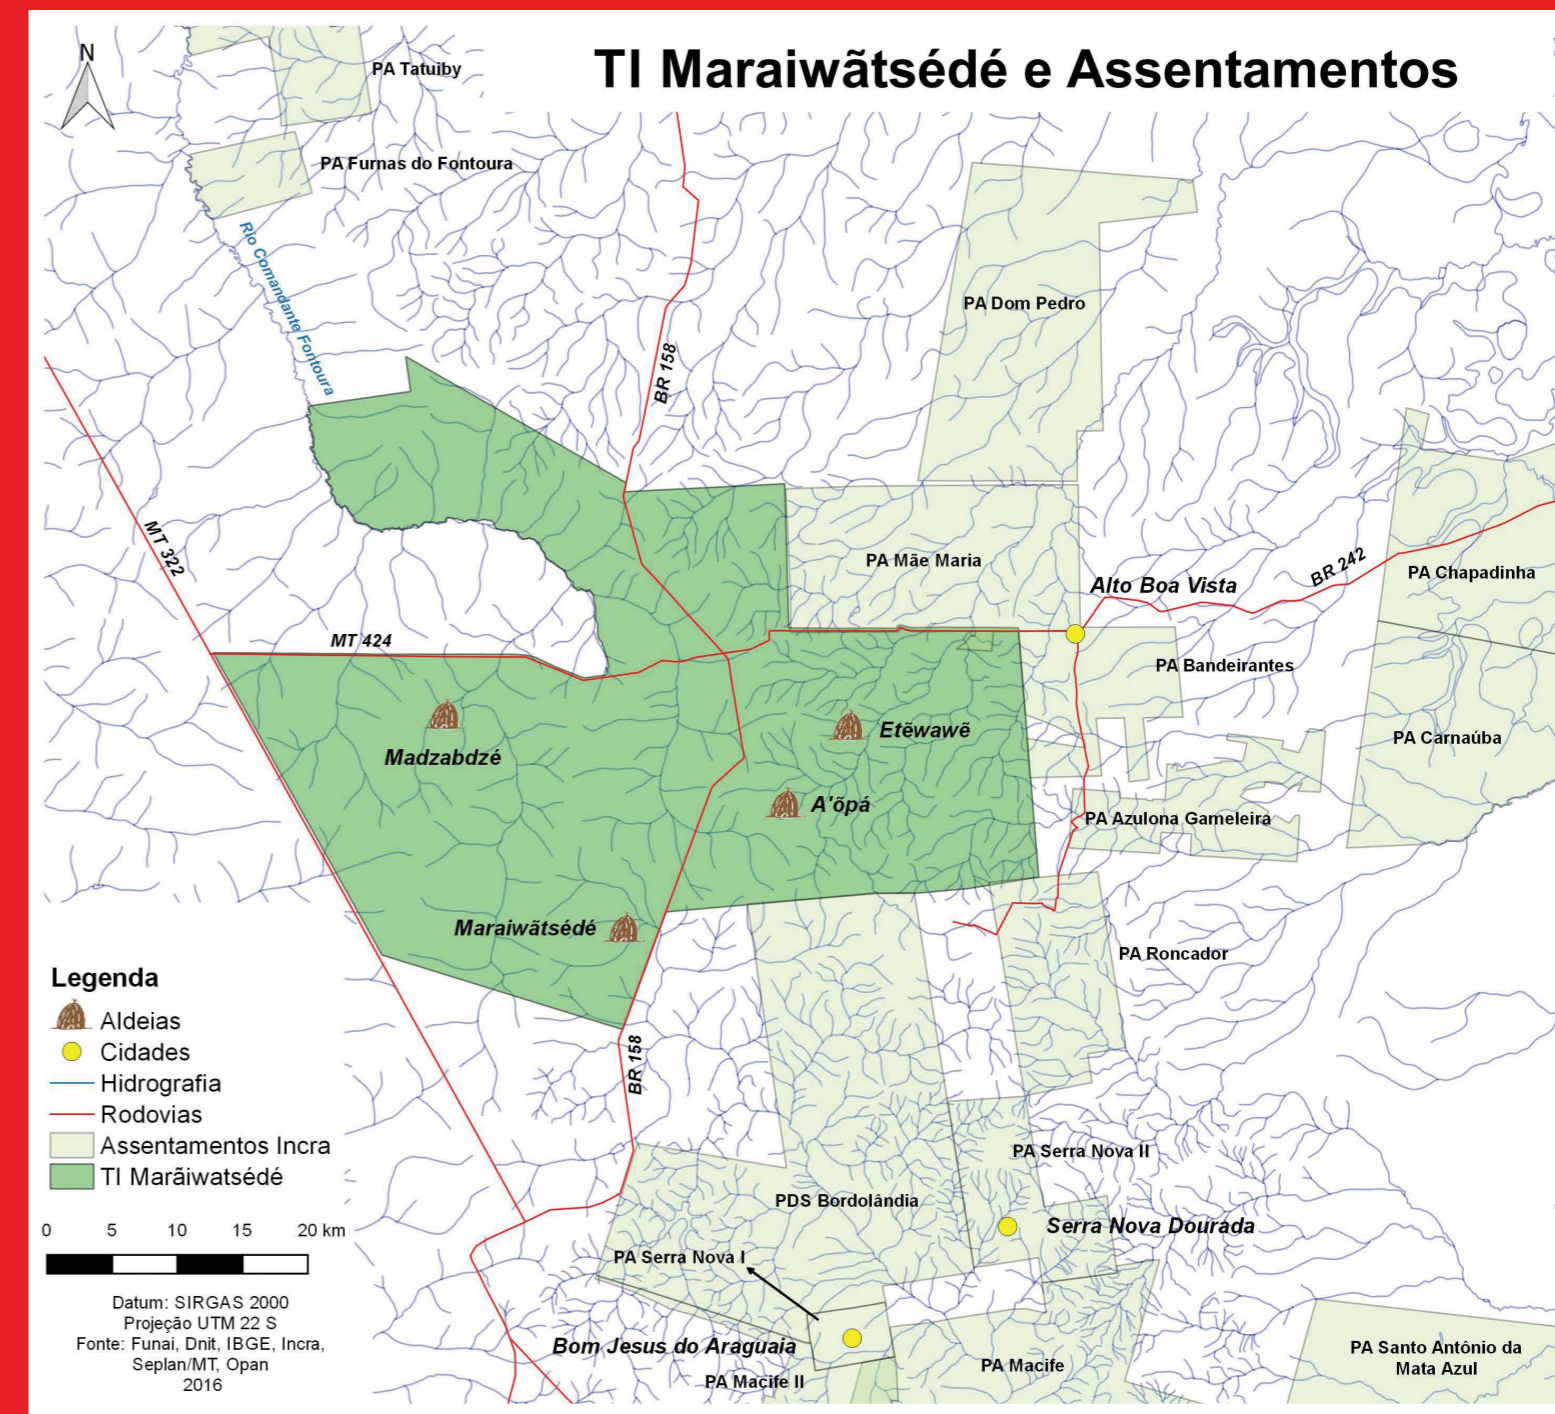 TI Maraiwãtsédé e Assentamentos
N
PA Tatuiby
PA Furnas do Fontoura
Rio Comandante Fontoura
PA Dom Pedro
BR 158
MT 322
PA Mãe Maria
Alto Boa Vista
BR 242
PA Chapadinha
MT 424
PA Bandeirantes
Madzabdzé
Etẽwawẽ
PA Carnaúba
A'õpá
PA Azulona Gameleira
Maraiwãtsédé
PA Roncador
BR 158
PA Serra Nova II
PDS Bordolândia
Serra Nova Dourada
PA Serra Nova I
Bom Jesus do Araguaia
PA Macife II
PA Macife
PA Santo Antônio da
Mata Azul
Legenda
Aldeias
Cidades
Hidrografia
Rodovias
Assentamentos Incra
TI Marãiwatsédé
0 5 10 15 20 km
Datum: SIRGAS 2000
Projeção UTM 22 S
Fonte: Funai, Dnit, IBGE, Incra,
Seplan/MT, Opan
2016